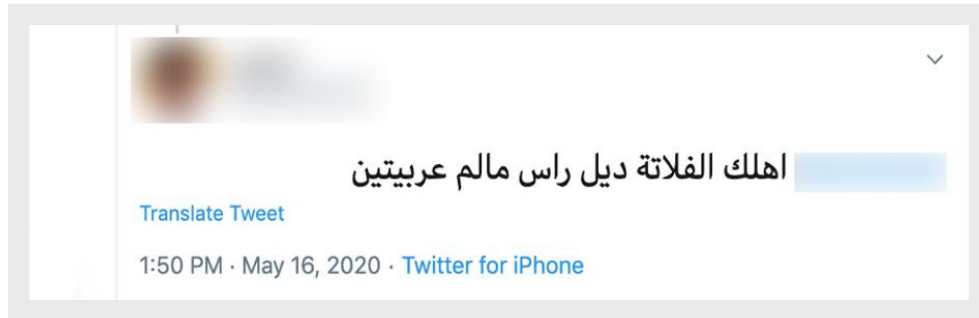 اهلك الفلاتة ديل راس مالم عربيتين
Translate Tweet
1:50 PM · May 16, 2020 · Twitter for iPhone